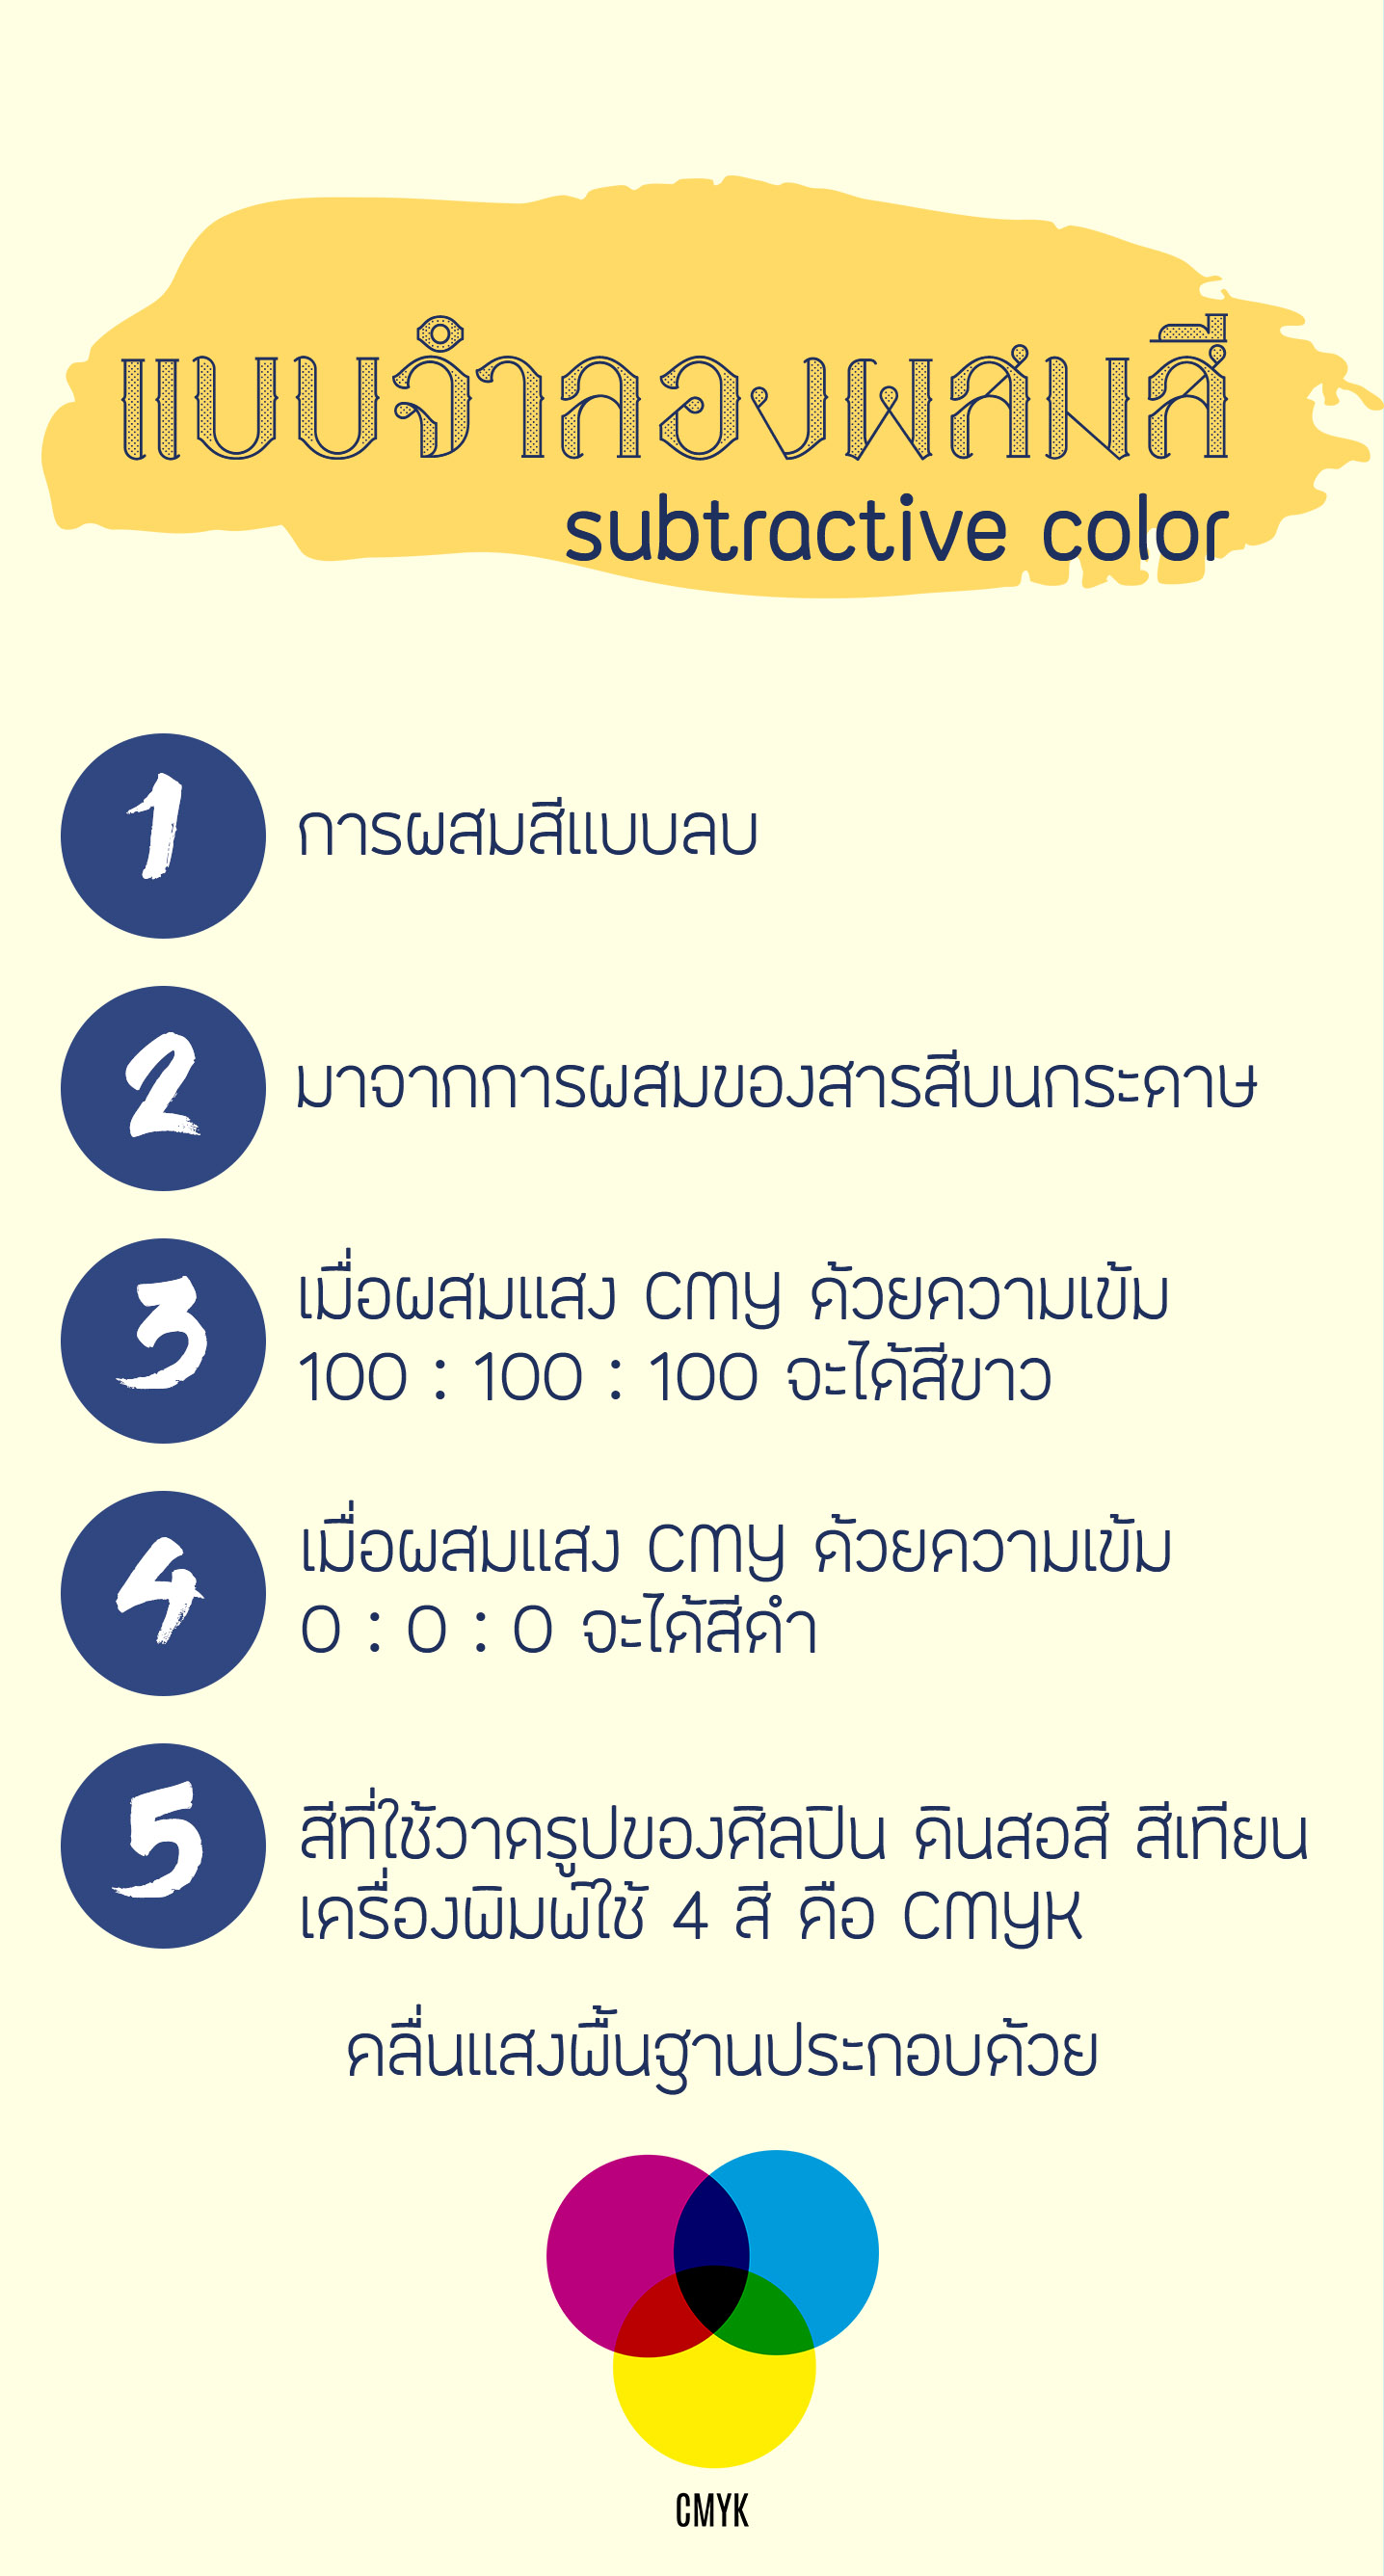 แบบจำลองผสมสี
subtractive color
1
การผสมสีแบบลบ
2
มาจากการผสมของสารสีบนกระดาษ
3
เมื่อผสมแสง CMY ด้วยความเข้ม
100 : 100 : 100 จะได้สีขาว
4
เมื่อผสมแสง CMY ด้วยความเข้ม
0 : 0 : 0 จะได้สีดำ
5
สีที่ใช้วาดรูปของศิลปิน ดินสอสี สีเทียน
เครื่องพิมพ์ใช้ 4 สี คือ CMYK
คลื่นแสงพื้นฐานประกอบด้วย
CMYK